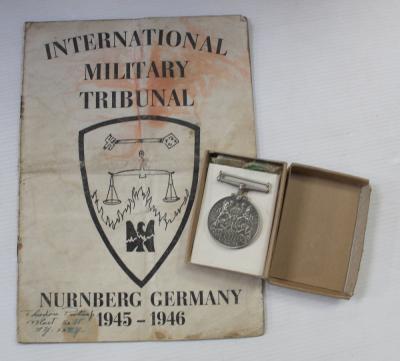 INTERNATIONAL
MILITARY
TRIBUNAL
NURNBERG GERMANY
1945 - 1946